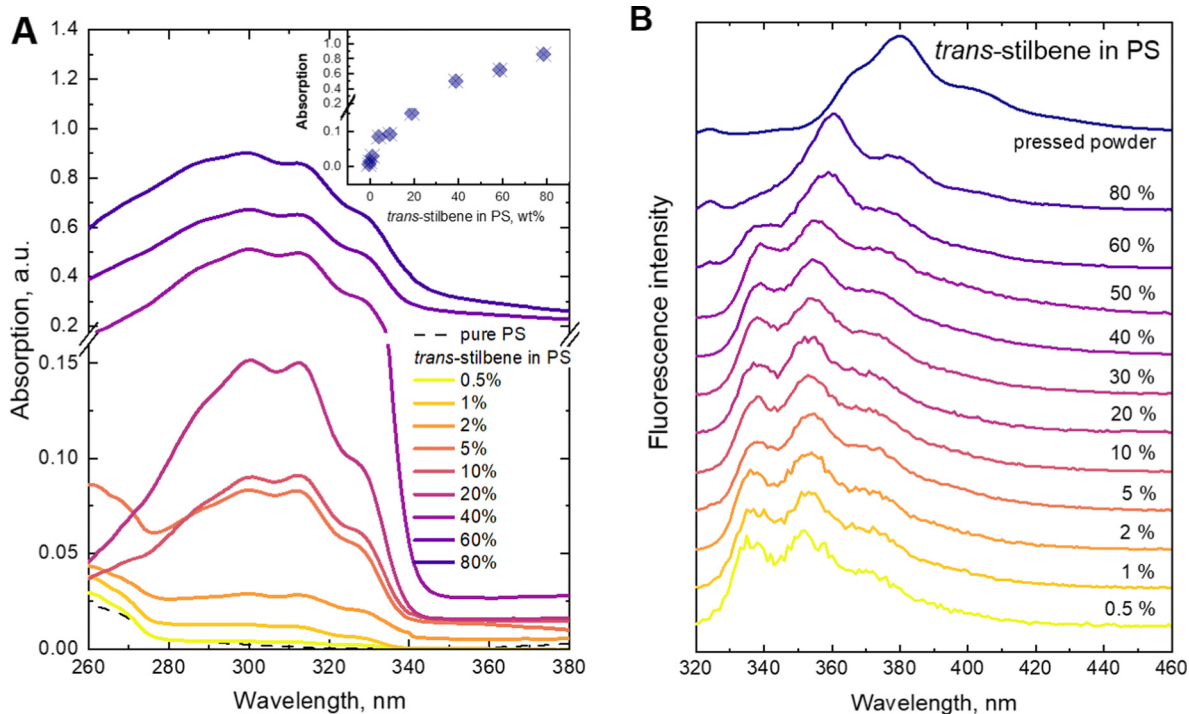 A
1.4
1.2
1.0
0.8
0.6
0.4
0.2
0.15
0.10
0.05
0.00
Absorption, a.u.
260 280 300 320 340 360 380
Wavelength, nm
1.0
0.8
0.6
0.4
0.2
0.1
0.0
Absorption
0 20 40 60 80
trans-stilbene in PS, wt%
pure PS
trans-stilbene in PS
0.5%
1%
2%
5%
10%
20%
40%
60%
80%
B
trans-stilbene in PS
pressed powder
80 %
60 %
50 %
40 %
30 %
20 %
10 %
5 %
2 %
1 %
0.5 %
Fluorescence intensity
320 340 360 380 400 420 440 460
Wavelength, nm